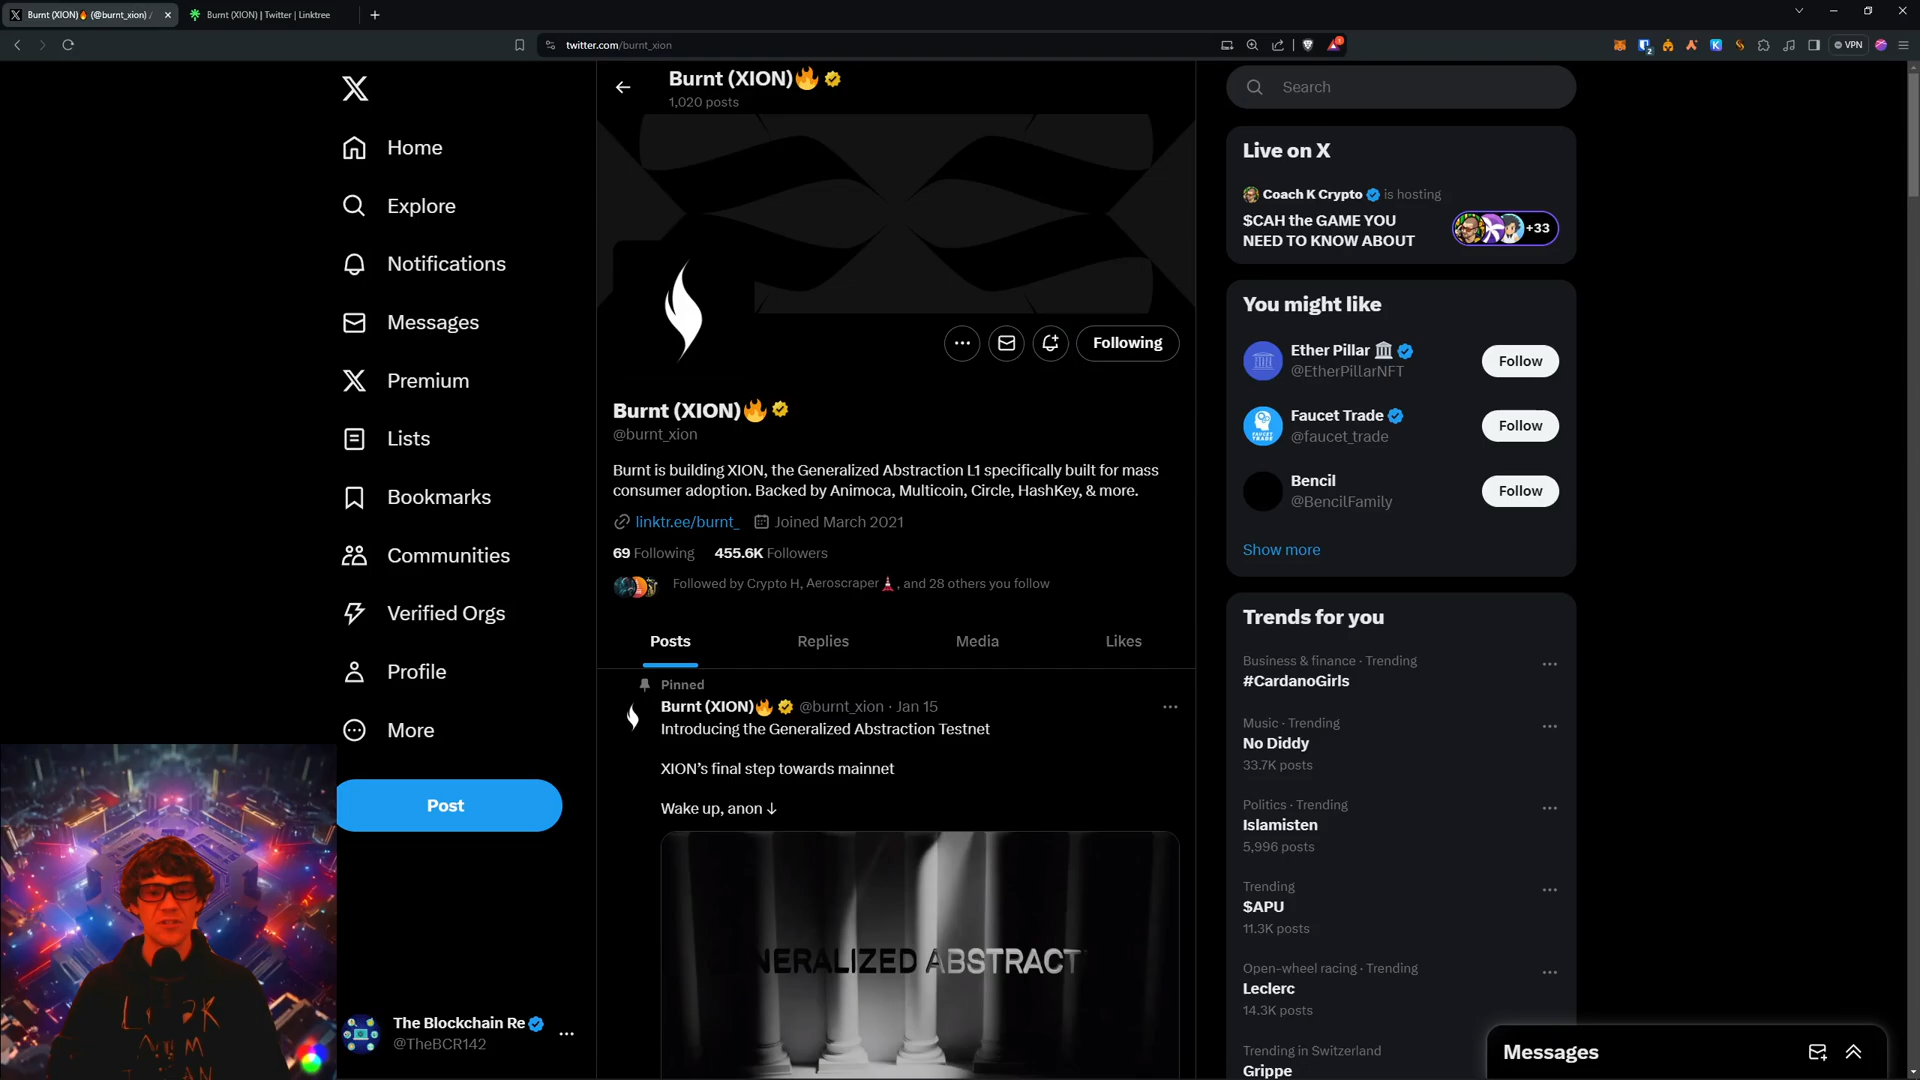 Burnt (XION)🔥 (@burnt_xion) /
Burnt (XION) | Twitter | Linktree
twitter.com/burnt_xion
VPN
Home
Explore
Notifications
Messages
Premium
Lists
Bookmarks
Communities
Verified Orgs
Profile
More
Post
The Blockchain Re
@TheBCR142
Burnt (XION)🔥
1,020 posts
Following
Burnt (XION)🔥
@burnt_xion
Burnt is building XION, the Generalized Abstraction L1 specifically built for mass
consumer adoption. Backed by Animoca, Multicoin, Circle, HashKey, & more.
linktr.ee/burnt_ Joined March 2021
69 Following 455.6K Followers
Followed by Crypto H, Aeroscraper, and 28 others you follow
Posts Replies Media Likes
Pinned
Burnt (XION)🔥 @burnt_xion · Jan 15
Introducing the Generalized Abstraction Testnet
XION’s final step towards mainnet
Wake up, anon ↓
NERALIZED ABSTRACT
Search
Live on X
Coach K Crypto is hosting
$CAH the GAME YOU
NEED TO KNOW ABOUT
+33
You might like
Ether Pillar 🏛
@EtherPillarNFT
Follow
Faucet Trade
@faucet_trade
Follow
Bencil
@BencilFamily
Follow
Show more
Trends for you
Business & finance · Trending
#CardanoGirls
Music · Trending
No Diddy
33.7K posts
Politics · Trending
Islamisten
5,996 posts
Trending
$APU
11.3K posts
Open-wheel racing · Trending
Leclerc
14.3K posts
Trending in Switzerland
Grippe
Messages